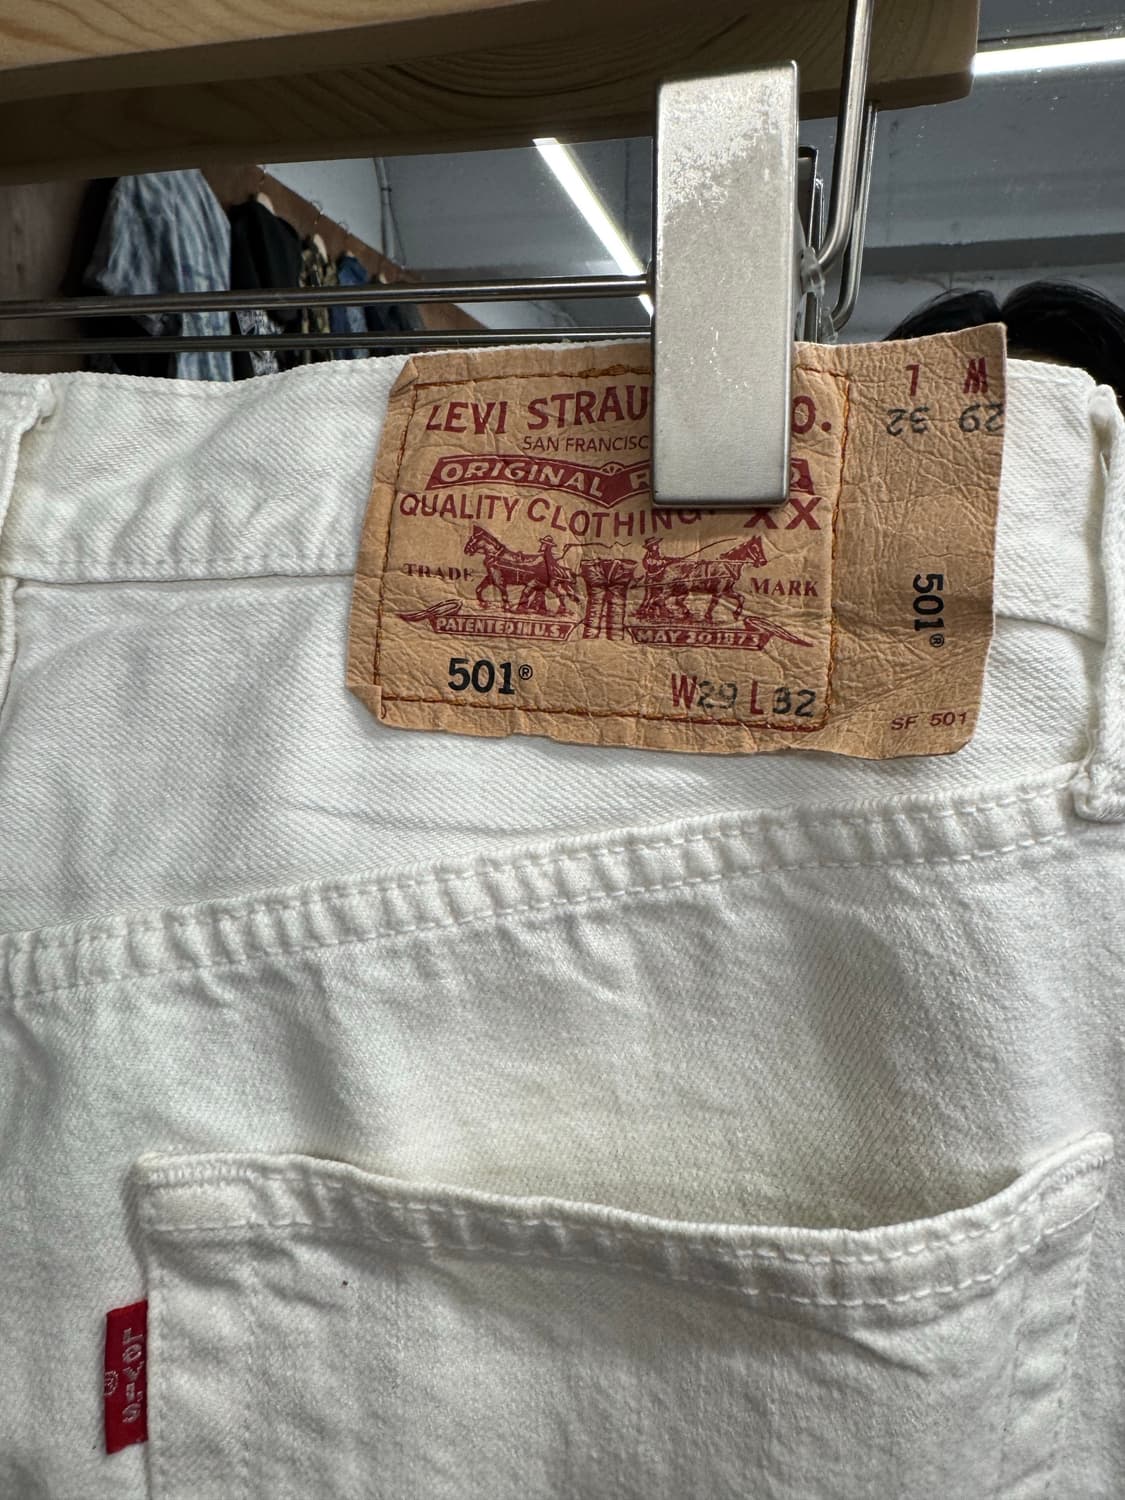 LEVI STRAU O.
SAN FRANCISC
ORIGINAL R D
QUALITY CLOTHING XX
TRADE MARK
PATENTED IN U.S. MAY 20 1873
501®
W29 L32
L W
32 29
501®
SF 501
Levi's
®